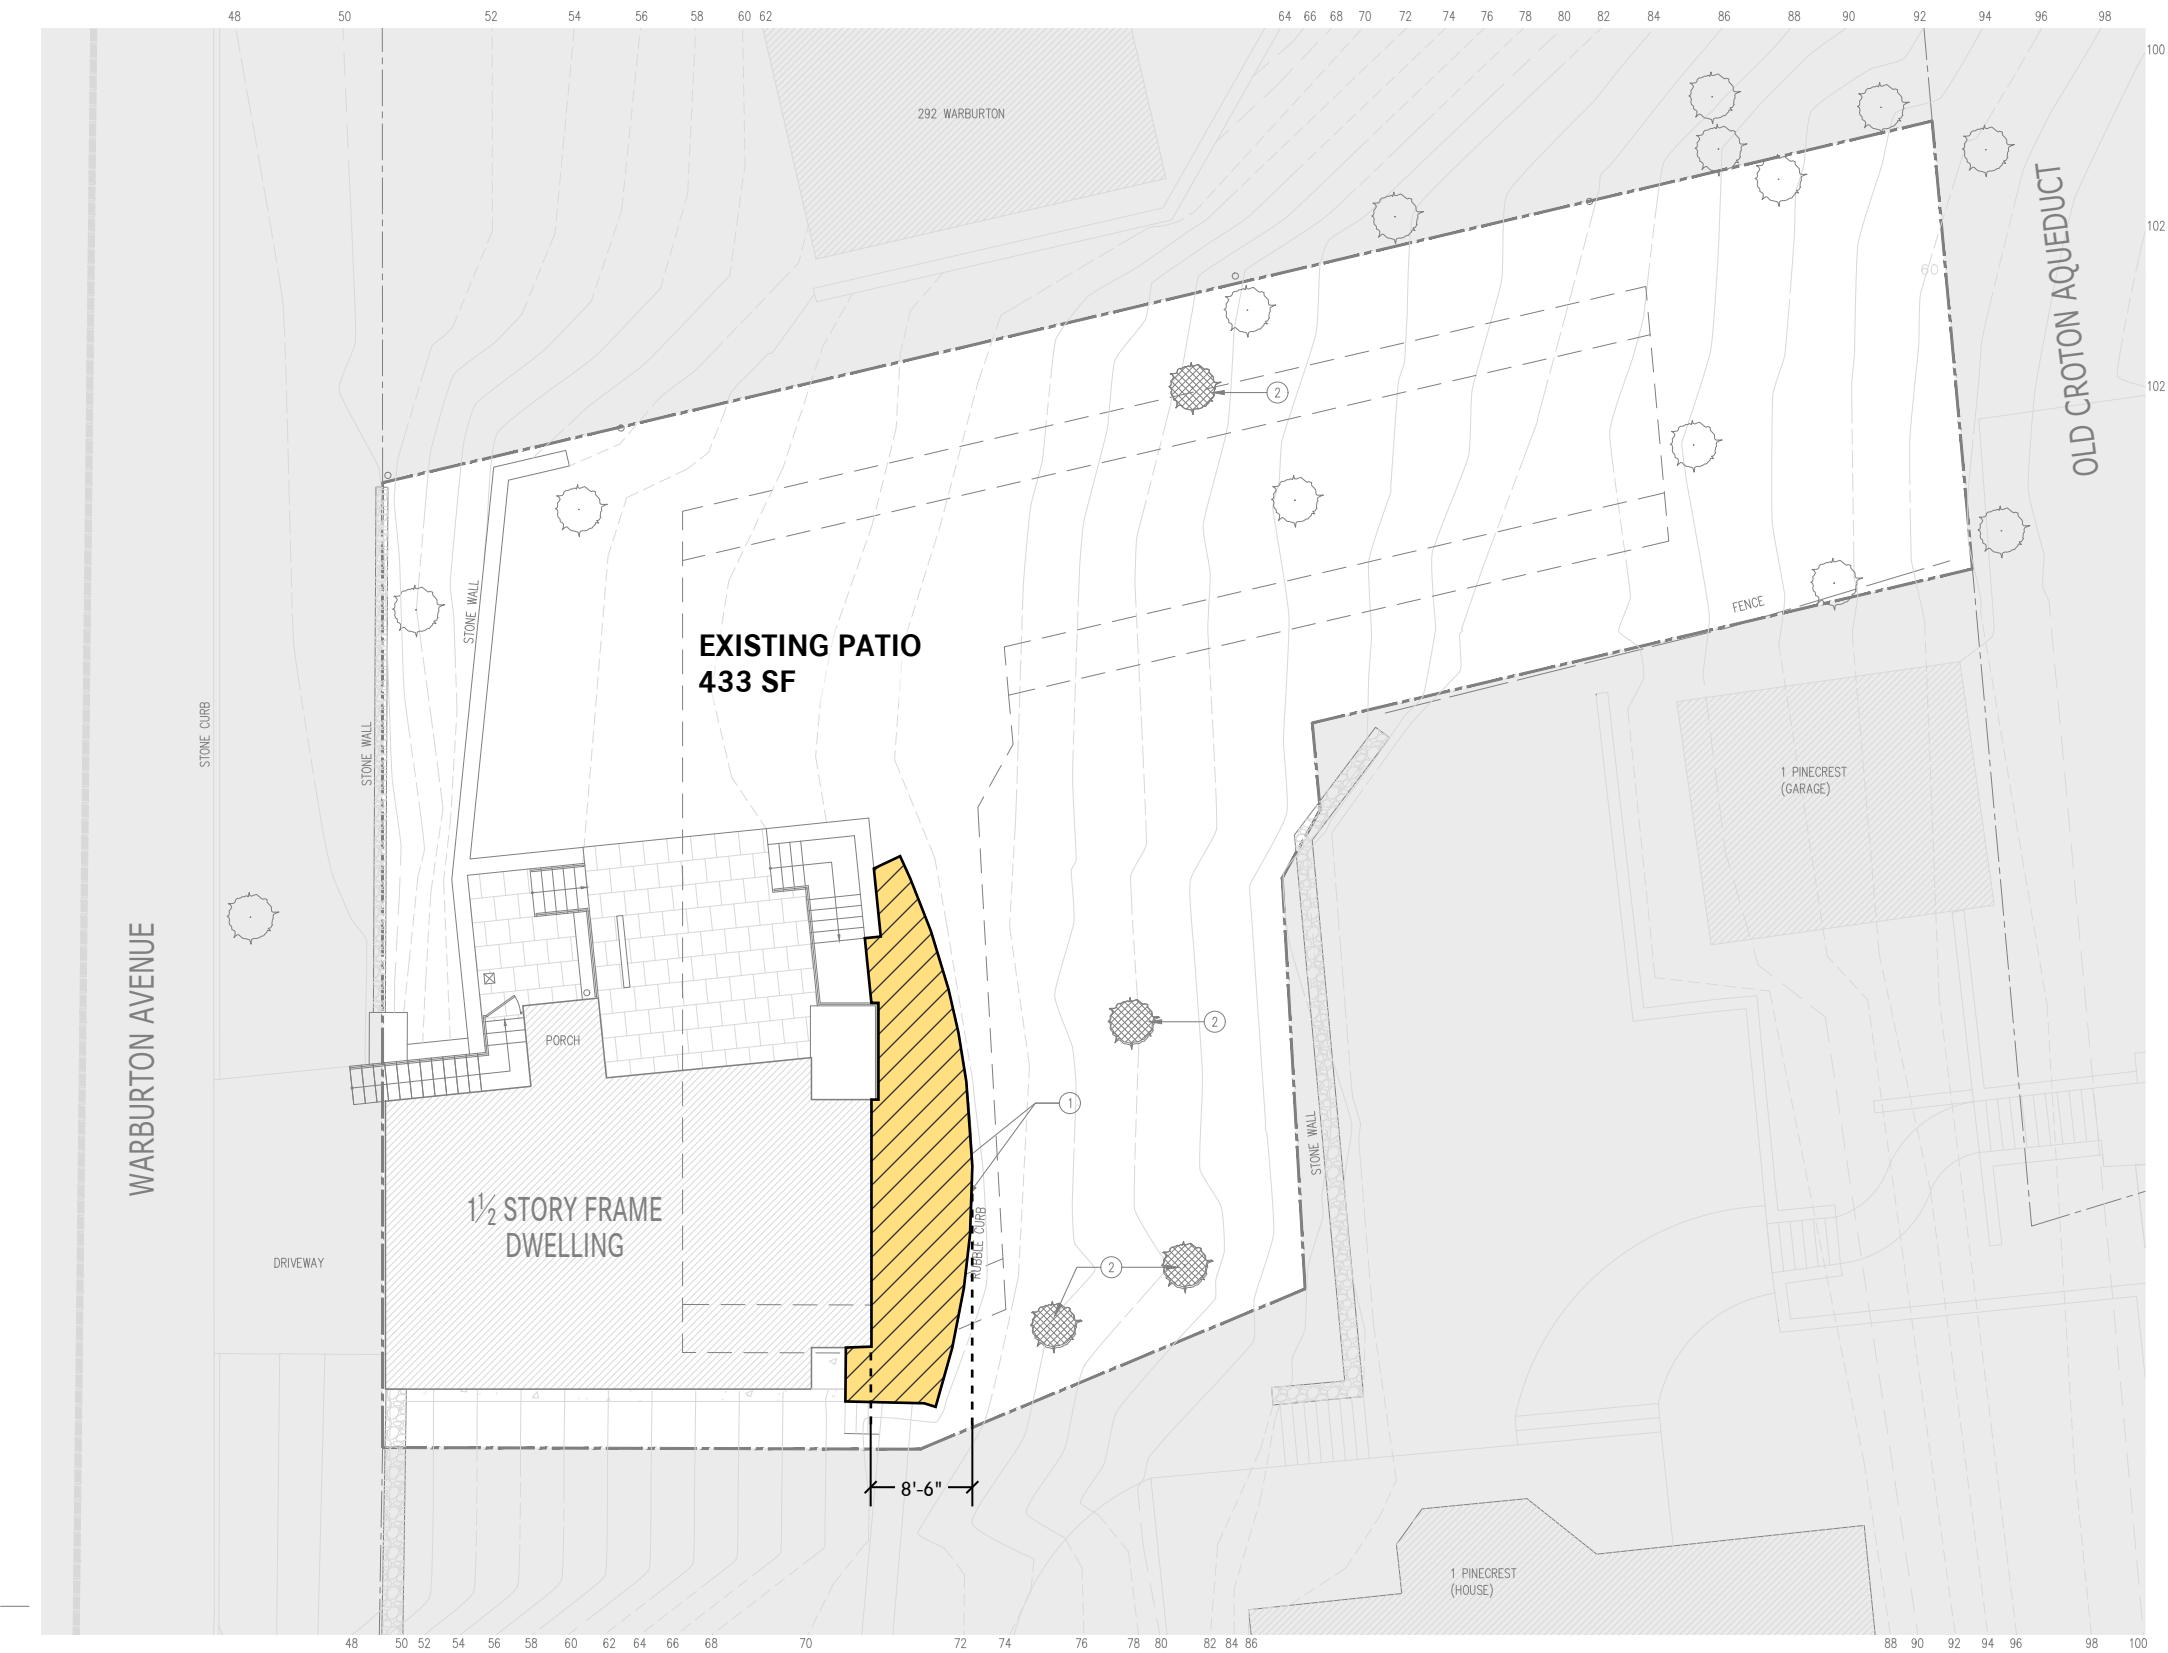 48 50 52 54 56 58 60 62 64 66 68 70 72 74 76 78 80 82 84 86 88 90 92 94 96 98
100
292 WARBURTON
OLD CROTON AQUEDUCT
102
60
102
2
STONE WALL
FENCE
EXISTING PATIO
433 SF
STONE CURB
STONE WALL
1 PINECREST
(GARAGE)
WARBURTON AVENUE
2
PORCH
1
STONE WALL
1½ STORY FRAME
DWELLING
RUBBLE CURB
DRIVEWAY
2
8'-6"
1 PINECREST
(HOUSE)
48 50 52 54 56 58 60 62 64 66 68 70 72 74 76 78 80 82 84 86 88 90 92 94 96 98 100